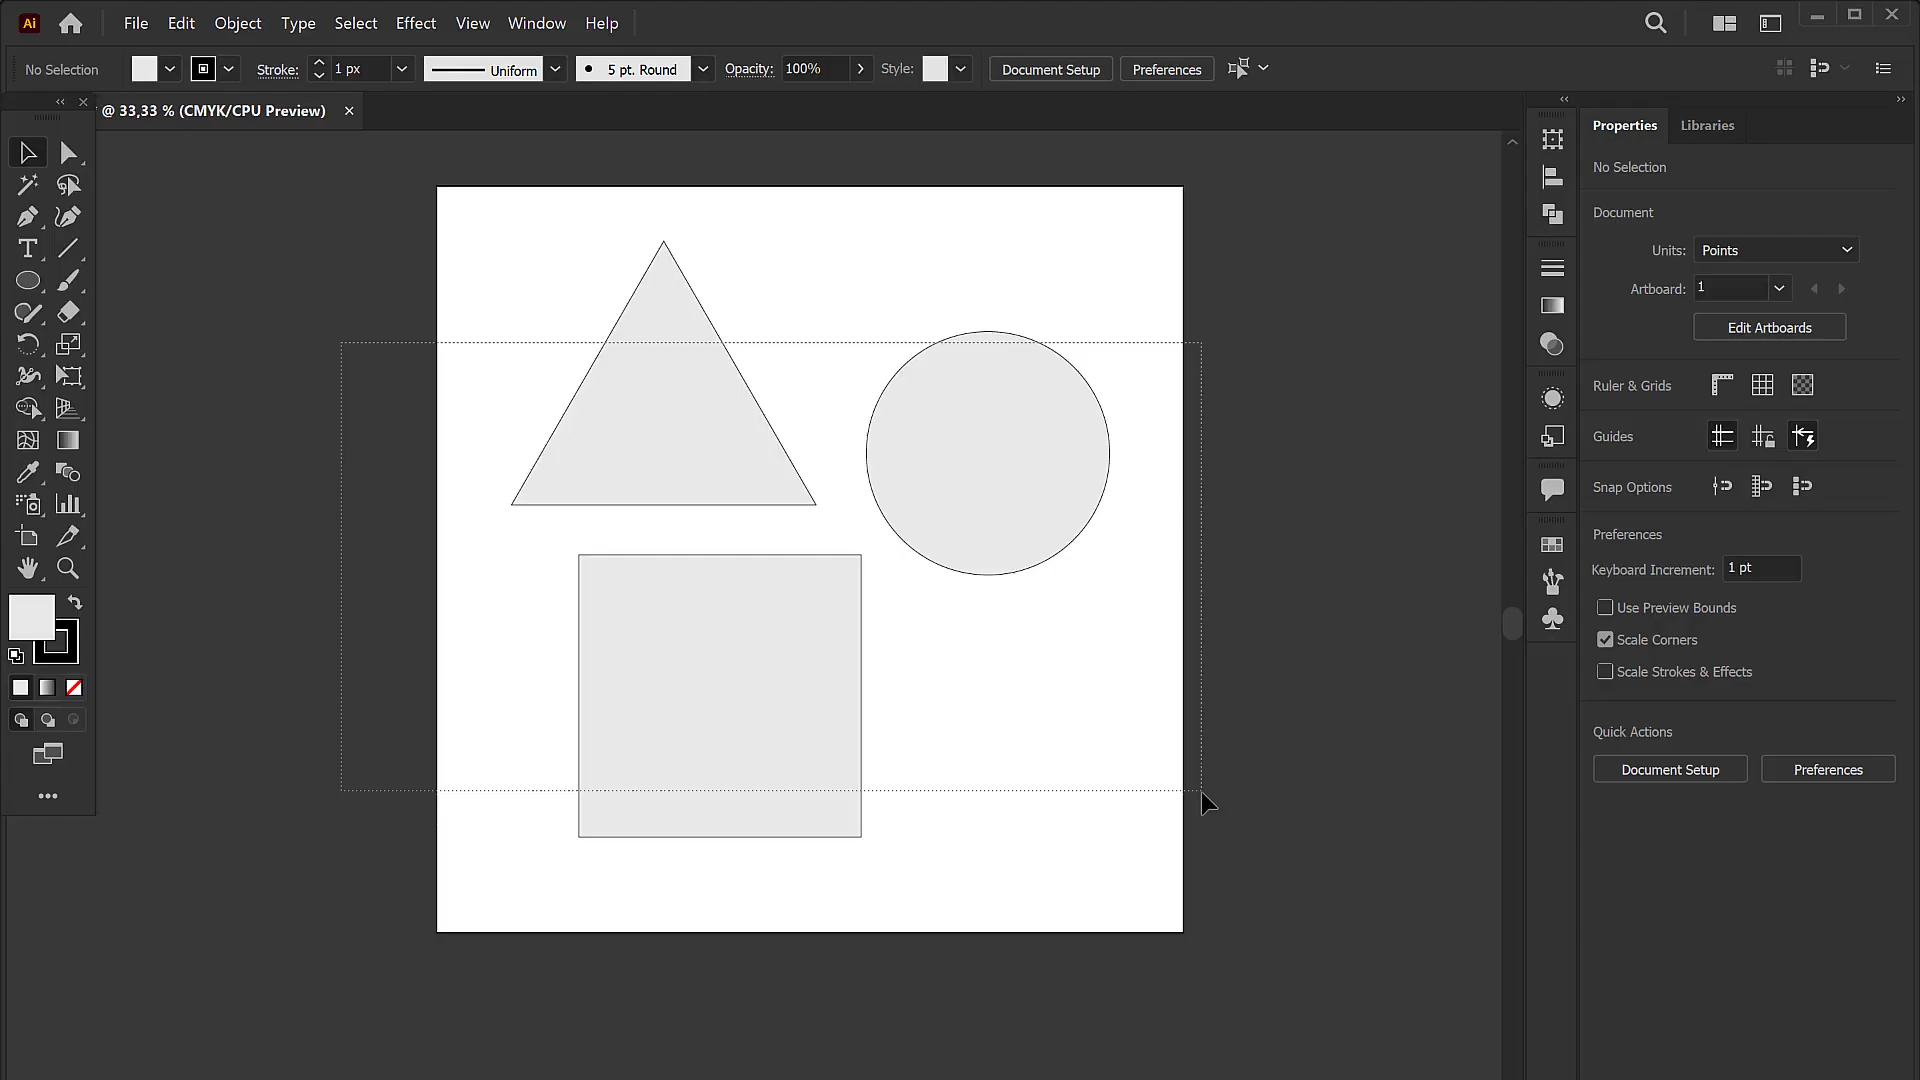 Ai File Edit Object Type Select Effect View Window Help
No Selection Stroke: 1 px Uniform 5 pt. Round Opacity: 100% Style: Document Setup Preferences
@ 33,33 % (CMYK/CPU Preview)
Properties Libraries
No Selection
Document
Units: Points
Artboard: 1
Edit Artboards
Ruler & Grids
Guides
Snap Options
Preferences
Keyboard Increment: 1 pt
Use Preview Bounds
Scale Corners
Scale Strokes & Effects
Quick Actions
Document Setup Preferences